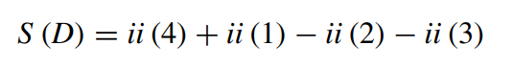 S (D) = ii (4) + ii (1) − ii (2) − ii (3)